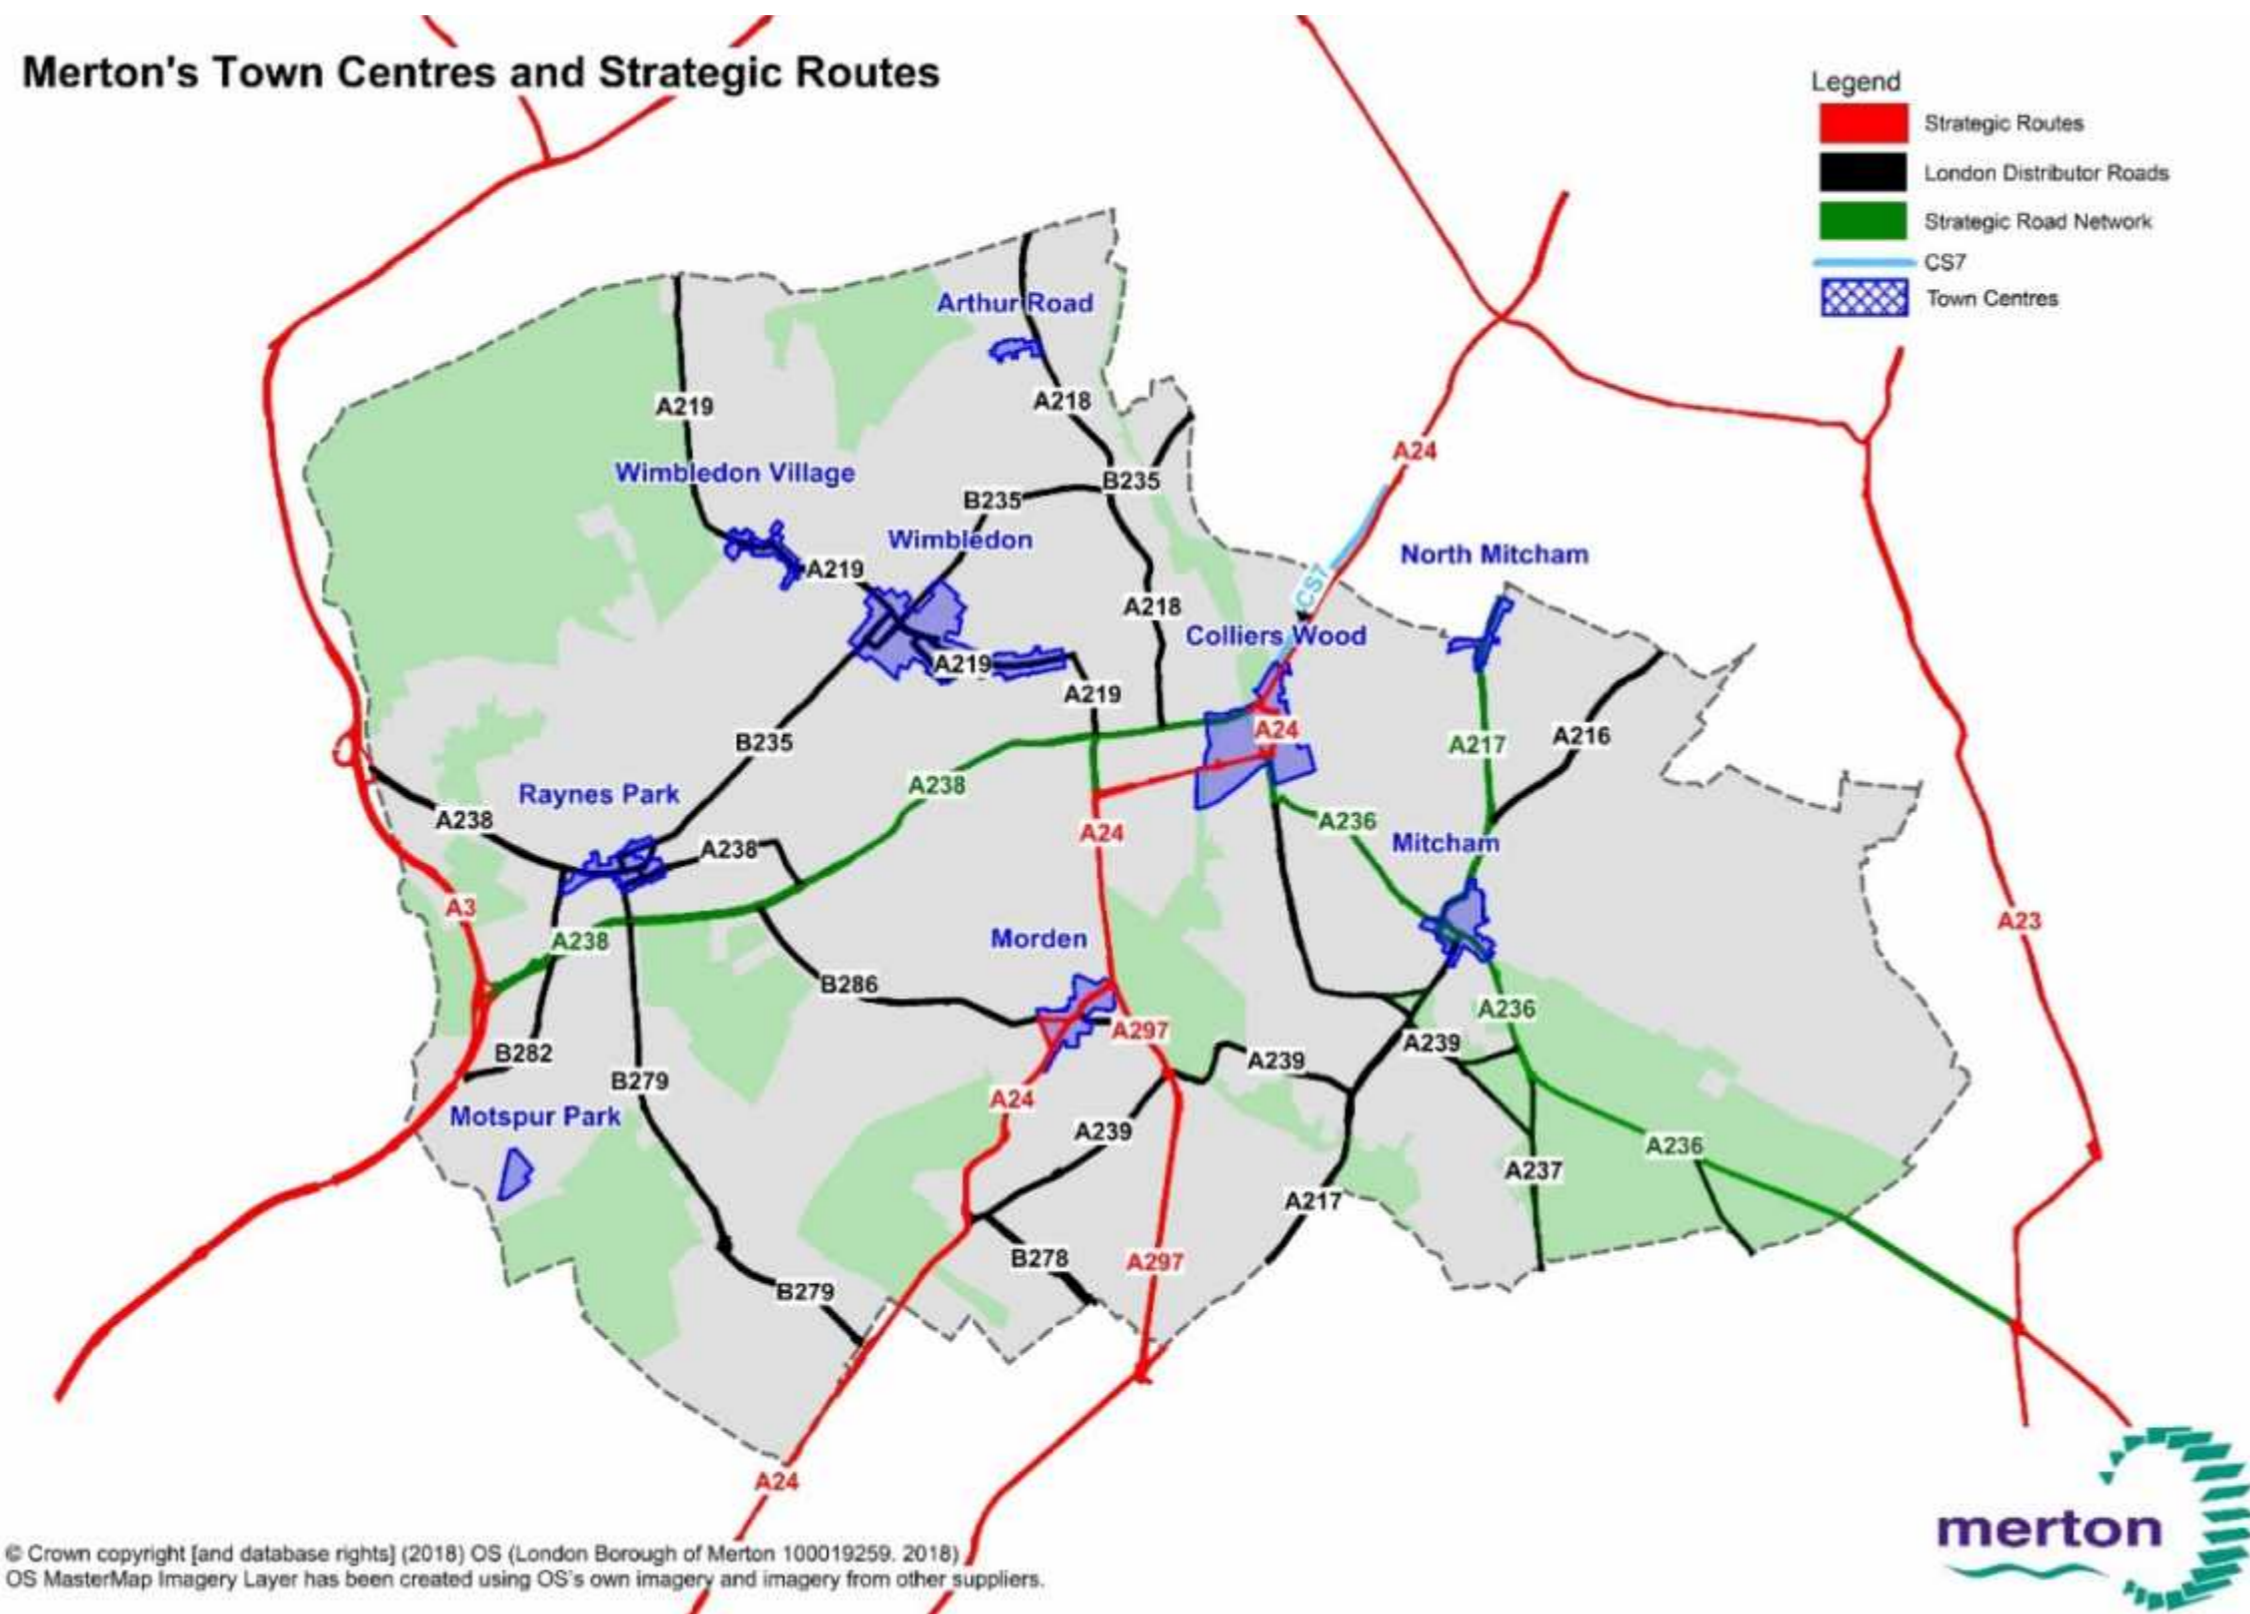 Merton's Town Centres and Strategic Routes
Legend
Strategic Routes
London Distributor Roads
Strategic Road Network
CS7
Town Centres
Arthur Road
A219
A218
A24
Wimbledon Village
B235
B235
Wimbledon
CS7
North Mitcham
A219
A218
Colliers Wood
A219
A219
B235
A24
A217
A216
Raynes Park
A238
A238
A236
A24
Mitcham
A238
A3
A238
Morden
A23
B286
A236
A297
A239
B282
A239
B279
A24
Motspur Park
A239
A236
A237
A217
B278
A297
B279
A24
merton
© Crown copyright [and database rights] (2018) OS (London Borough of Merton 100019259. 2018)
OS MasterMap Imagery Layer has been created using OS's own imagery and imagery from other suppliers.